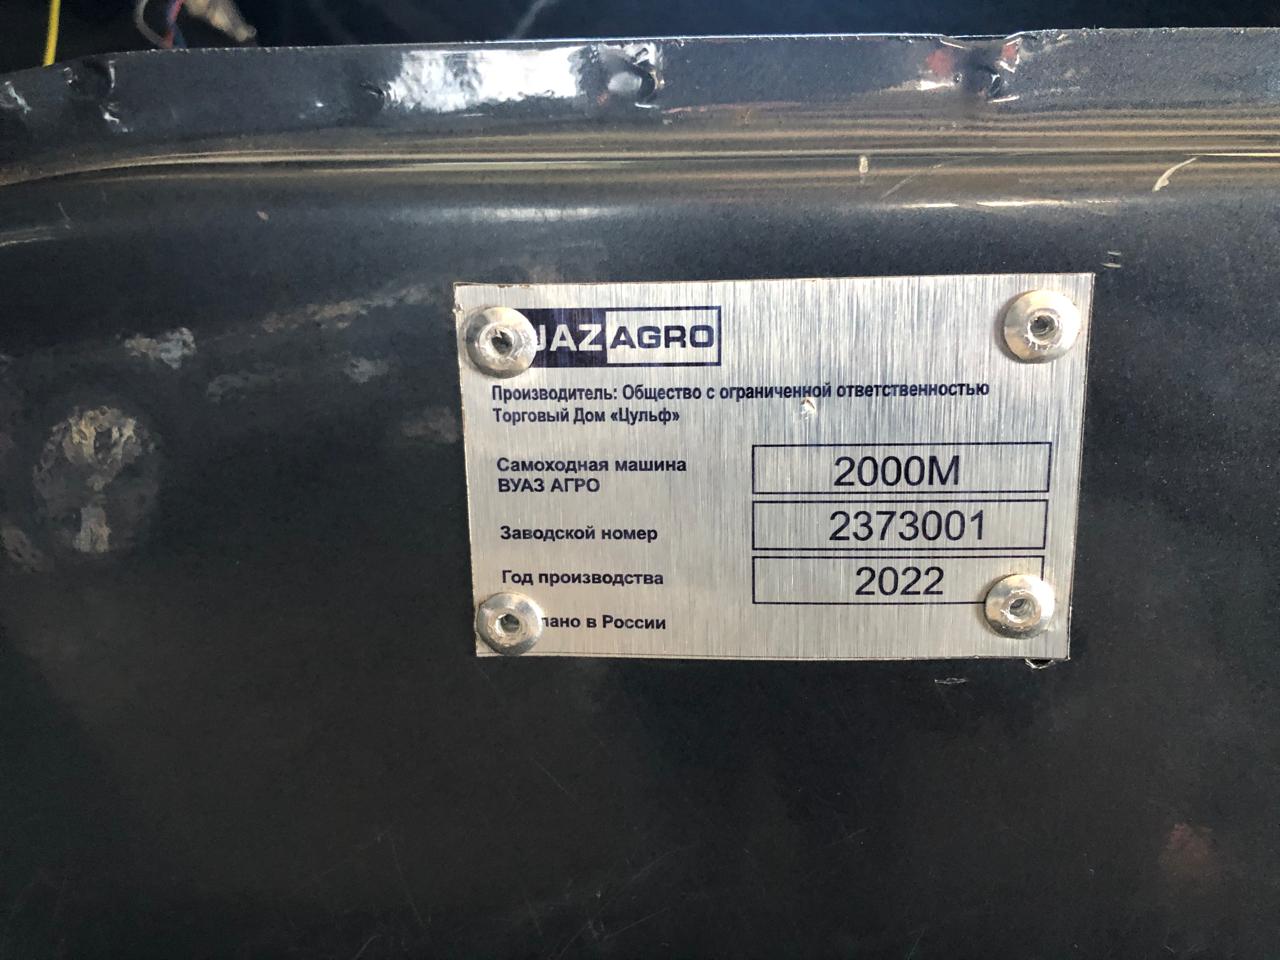 UAZ AGRO
Производитель: Общество с ограниченной ответственностью
Торговый Дом «Цульф»
Самоходная машина
ВУАЗ АГРО
2000М
Заводской номер
2373001
Год производства
2022
лано в России